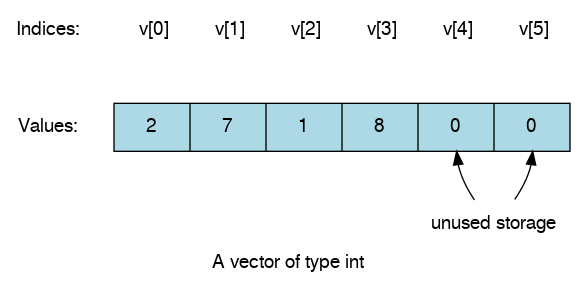 Indices: v[0] v[1] v[2] v[3] v[4] v[5]
Values: 2 7 1 8 0 0
unused storage
A vector of type int